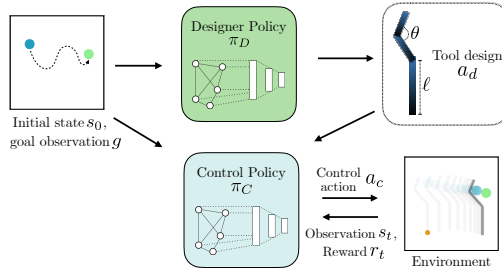 Designer Policy
π_D
θ
Tool design
a_d
ℓ
Initial state s_0,
goal observation g
Control Policy
π_C
Control
action a_c
Observation s_t,
Reward r_t
Environment